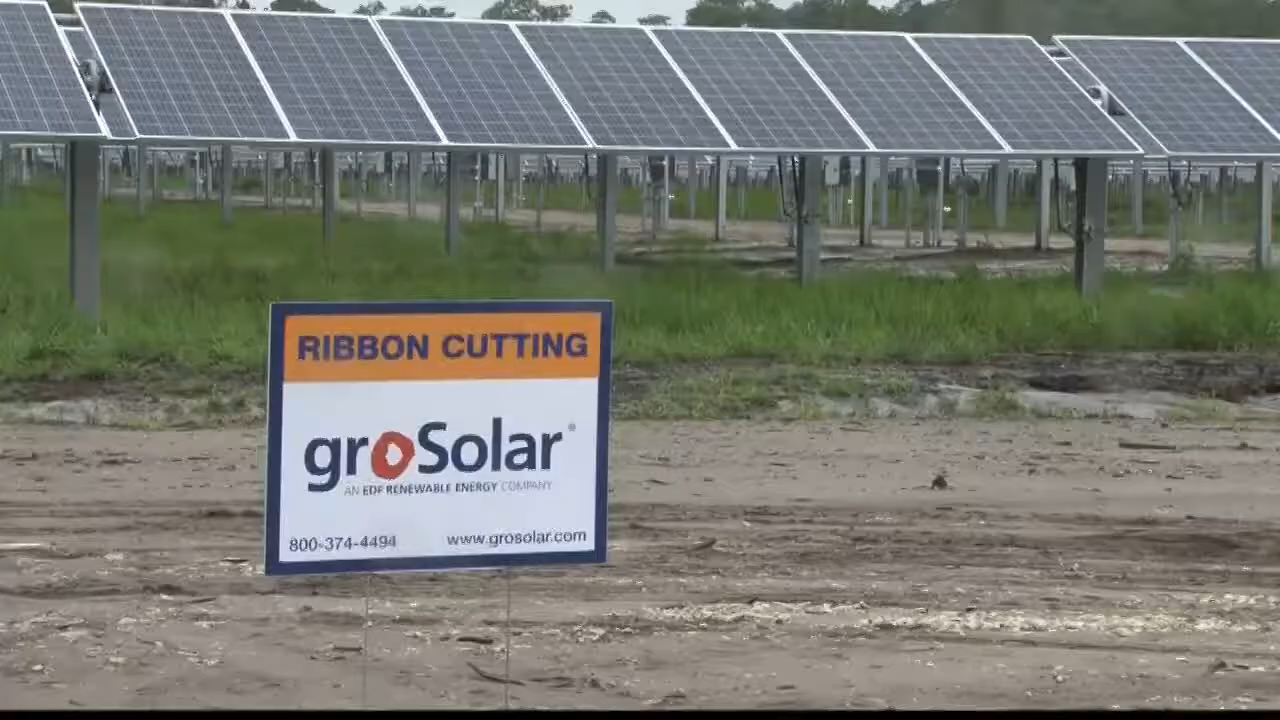 RIBBON CUTTING
groSolar®
AN EDF RENEWABLE ENERGY COMPANY
800-374-4494 www.grosolar.com